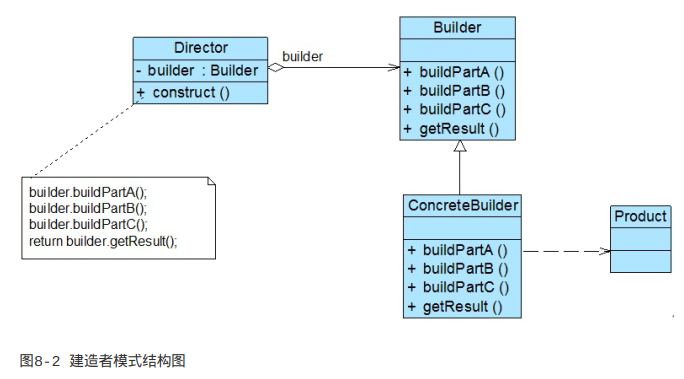 Director
- builder : Builder
+ construct ()
builder
Builder
+ buildPartA ()
+ buildPartB ()
+ buildPartC ()
+ getResult ()
builder.buildPartA();
builder.buildPartB();
builder.buildPartC();
return builder.getResult();
ConcreteBuilder
+ buildPartA ()
+ buildPartB ()
+ buildPartC ()
+ getResult ()
Product
图8-2 建造者模式结构图